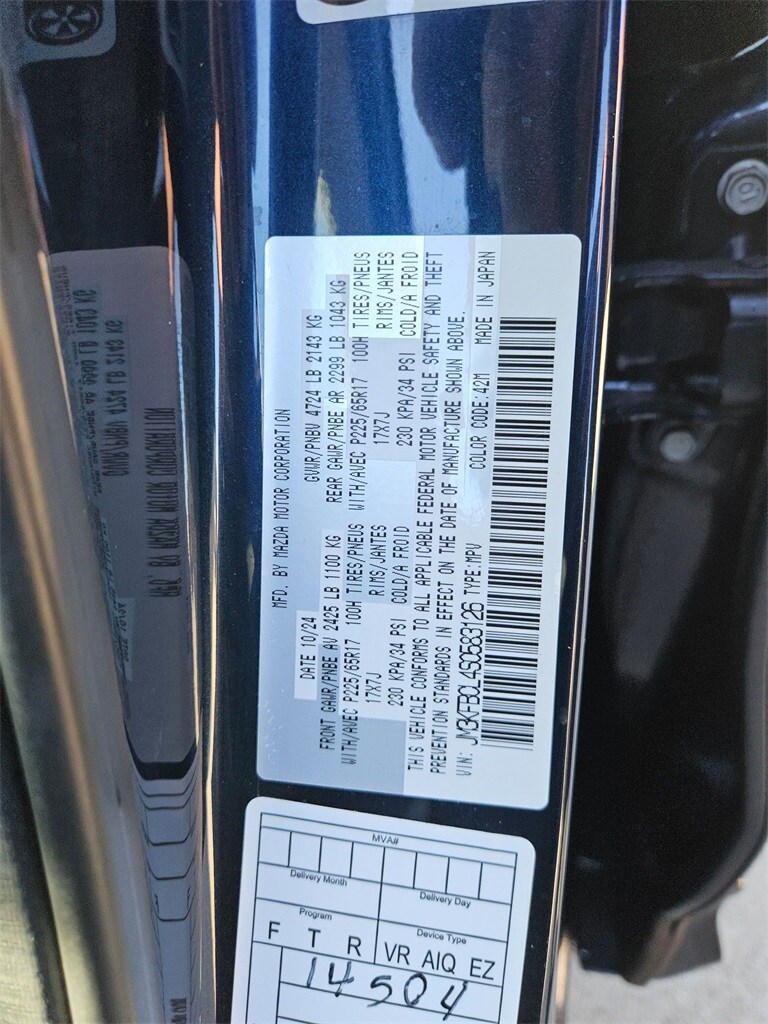 MFD. BY MAZDA MOTOR CORPORATION
DATE 10/24 GVWR/PNBV 4724 LB 2143 KG
FRONT GAWR/PNBE AV 2425 LB 1100 KG REAR GAWR/PNBE AR 2299 LB 1043 KG
WITH/AVEC P225/65R17 100H TIRES/PNEUS WITH/AVEC P225/65R17 100H TIRES/PNEUS
17X7J RIMS/JANTES 17X7J RIMS/JANTES
230 KPA/34 PSI COLD/A FROID 230 KPA/34 PSI COLD/A FROID
THIS VEHICLE CONFORMS TO ALL APPLICABLE FEDERAL MOTOR VEHICLE SAFETY AND THEFT
PREVENTION STANDARDS IN EFFECT ON THE DATE OF MANUFACTURE SHOWN ABOVE.
VIN: JM3KFBCL4S0583126 TYPE:MPV COLOR CODE:42M MADE IN JAPAN
MVA#
Delivery Month Delivery Day
Program Device Type
F T R VR AIQ EZ
14504